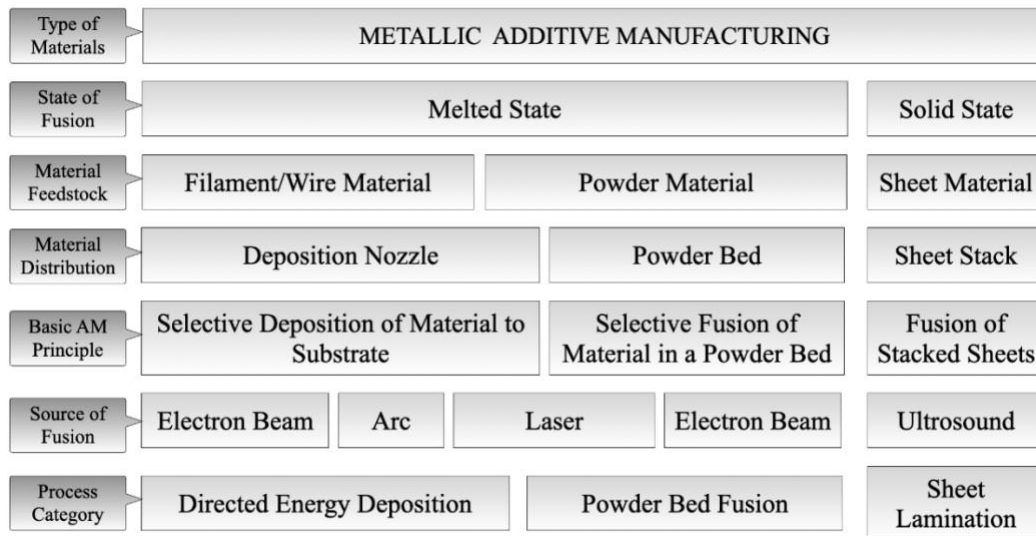 Type of
Materials
METALLIC ADDITIVE MANUFACTURING
State of
Fusion
Melted State
Solid State
Material
Feedstock
Filament/Wire Material
Powder Material
Sheet Material
Material
Distribution
Deposition Nozzle
Powder Bed
Sheet Stack
Basic AM
Principle
Selective Deposition of Material to
Substrate
Selective Fusion of
Material in a Powder Bed
Fusion of
Stacked Sheets
Source of
Fusion
Electron Beam
Arc
Laser
Electron Beam
Ultrosound
Process
Category
Directed Energy Deposition
Powder Bed Fusion
Sheet
Lamination